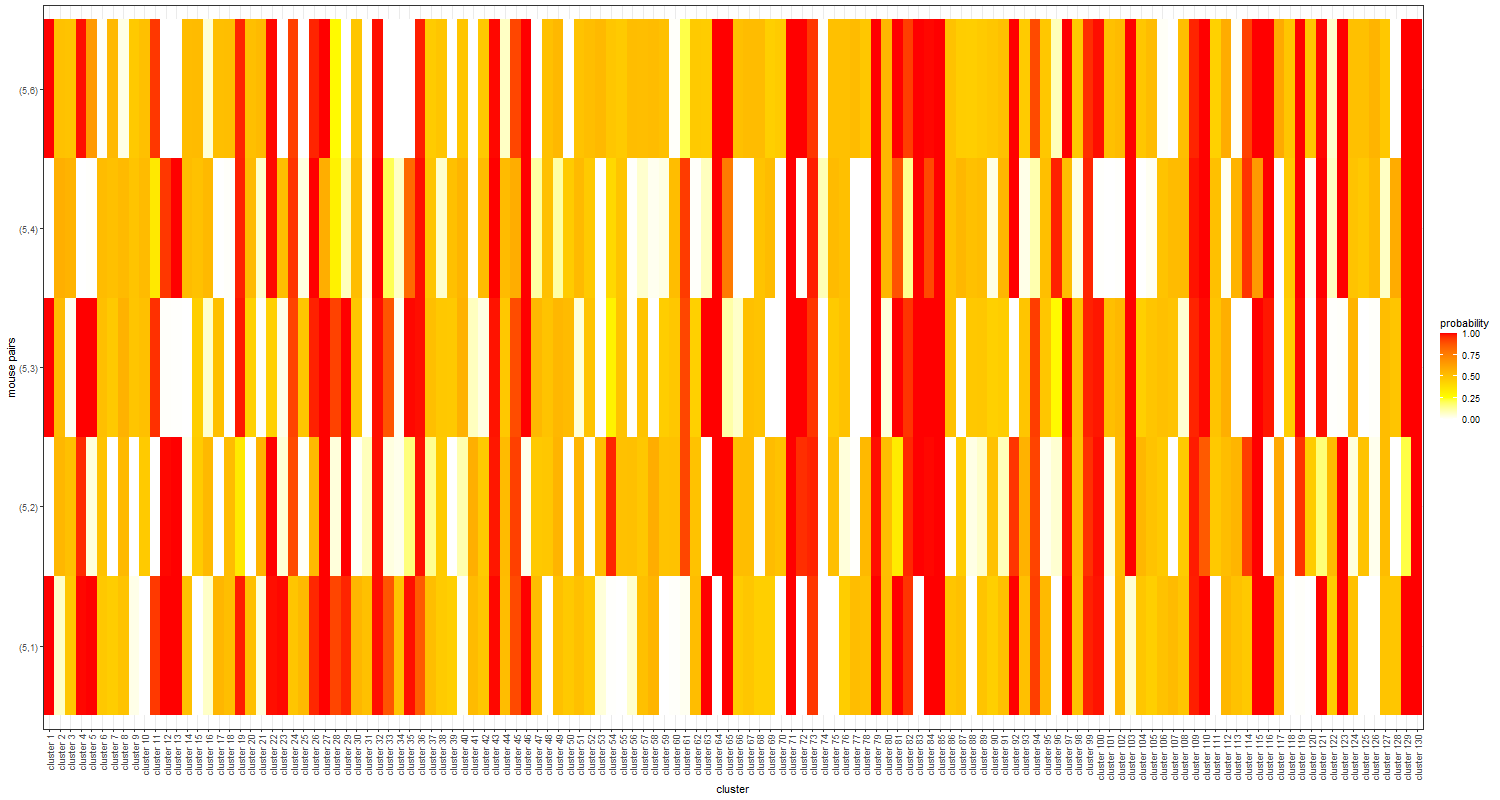 (5,6)
(5,4)
(5,3)
(5,2)
(5,1)
mouse pairs
cluster 1
cluster 2
cluster 3
cluster 4
cluster 5
cluster 6
cluster 7
cluster 8
cluster 9
cluster 10
cluster 11
cluster 12
cluster 13
cluster 14
cluster 15
cluster 16
cluster 17
cluster 18
cluster 19
cluster 20
cluster 21
cluster 22
cluster 23
cluster 24
cluster 25
cluster 26
cluster 27
cluster 28
cluster 29
cluster 30
cluster 31
cluster 32
cluster 33
cluster 34
cluster 35
cluster 36
cluster 37
cluster 38
cluster 39
cluster 40
cluster 41
cluster 42
cluster 43
cluster 44
cluster 45
cluster 46
cluster 47
cluster 48
cluster 49
cluster 50
cluster 51
cluster 52
cluster 53
cluster 54
cluster 55
cluster 56
cluster 57
cluster 58
cluster 59
cluster 60
cluster 61
cluster 62
cluster 63
cluster 64
cluster 65
cluster 66
cluster 67
cluster 68
cluster 69
cluster 70
cluster 71
cluster 72
cluster 73
cluster 74
cluster 75
cluster 76
cluster 77
cluster 78
cluster 79
cluster 80
cluster 81
cluster 82
cluster 83
cluster 84
cluster 85
cluster 86
cluster 87
cluster 88
cluster 89
cluster 90
cluster 91
cluster 92
cluster 93
cluster 94
cluster 95
cluster 96
cluster 97
cluster 98
cluster 99
cluster 100
cluster 101
cluster 102
cluster 103
cluster 104
cluster 105
cluster 106
cluster 107
cluster 108
cluster 109
cluster 110
cluster 111
cluster 112
cluster 113
cluster 114
cluster 115
cluster 116
cluster 117
cluster 118
cluster 119
cluster 120
cluster 121
cluster 122
cluster 123
cluster 124
cluster 125
cluster 126
cluster 127
cluster 128
cluster 129
cluster 130
cluster
probability
1.00
0.75
0.50
0.25
0.00